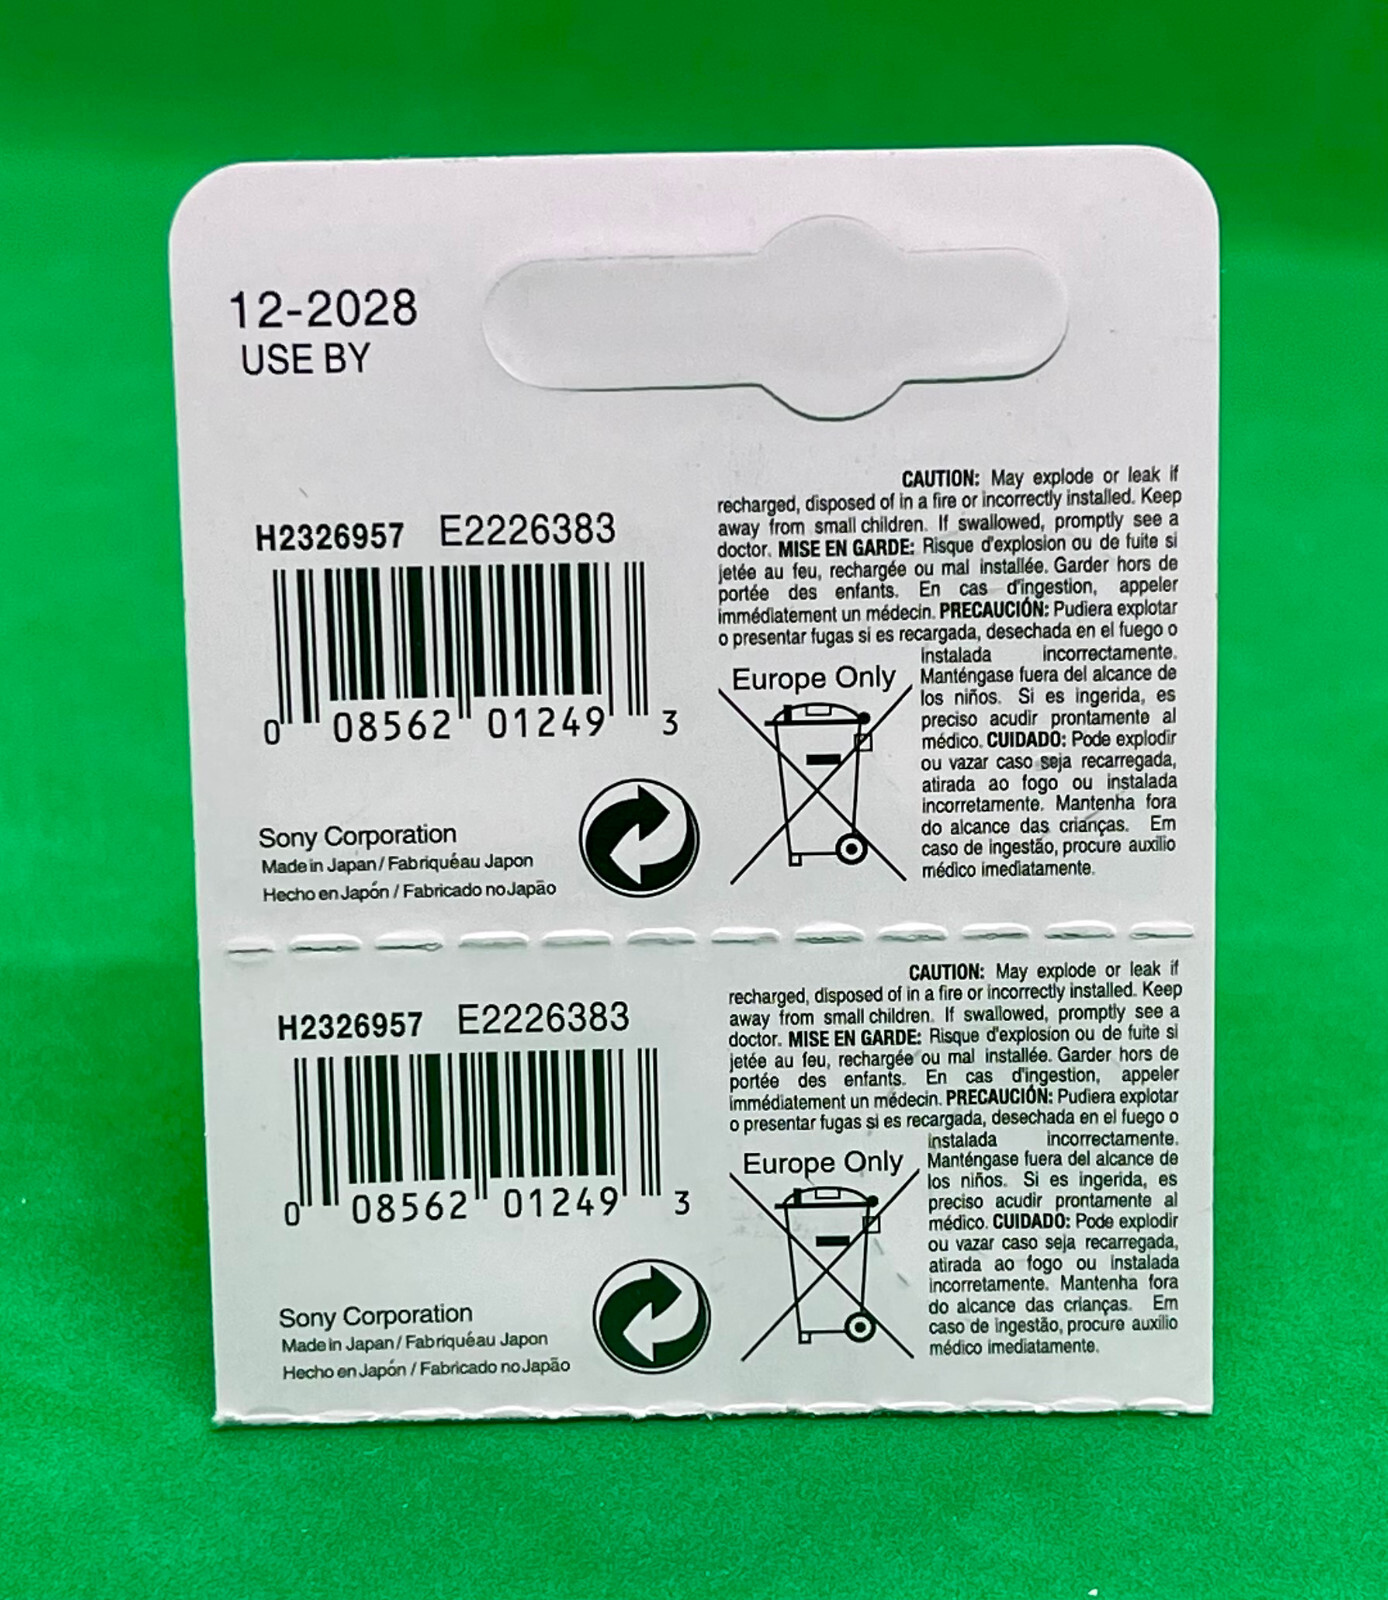 12-2028
USE BY
H2326957 E2226383
0 08562 01249 3
Sony Corporation
Made in Japan / Fabriqué au Japon
Hecho en Japón / Fabricado no Japão
CAUTION: May explode or leak if
recharged, disposed of in a fire or incorrectly installed. Keep
away from small children. If swallowed, promptly see a
doctor. MISE EN GARDE: Risque d'explosion ou de fuite si
jetée au feu, rechargée ou mal installée. Garder hors de
portée des enfants. En cas d'ingestion, appeler
immédiatement un médecin. PRECAUCIÓN: Pudiera explotar
o presentar fugas si es recargada, desechada en el fuego o
instalada incorrectamente.
Manténgase fuera del alcance de
los niños. Si es ingerida, es
preciso acudir prontamente al
médico. CUIDADO: Pode explodir
ou vazar caso seja recarregada,
atirada ao fogo ou instalada
incorretamente. Mantenha fora
do alcance das crianças. Em
caso de ingestão, procure auxílio
médico imediatamente.
Europe Only
H2326957 E2226383
0 08562 01249 3
Sony Corporation
Made in Japan / Fabriqué au Japon
Hecho en Japón / Fabricado no Japão
CAUTION: May explode or leak if
recharged, disposed of in a fire or incorrectly installed. Keep
away from small children. If swallowed, promptly see a
doctor. MISE EN GARDE: Risque d'explosion ou de fuite si
jetée au feu, rechargée ou mal installée. Garder hors de
portée des enfants. En cas d'ingestion, appeler
immédiatement un médecin. PRECAUCIÓN: Pudiera explotar
o presentar fugas si es recargada, desechada en el fuego o
instalada incorrectamente.
Manténgase fuera del alcance de
los niños. Si es ingerida, es
preciso acudir prontamente al
médico. CUIDADO: Pode explodir
ou vazar caso seja recarregada,
atirada ao fogo ou instalada
incorretamente. Mantenha fora
do alcance das crianças. Em
caso de ingestão, procure auxílio
médico imediatamente.
Europe Only